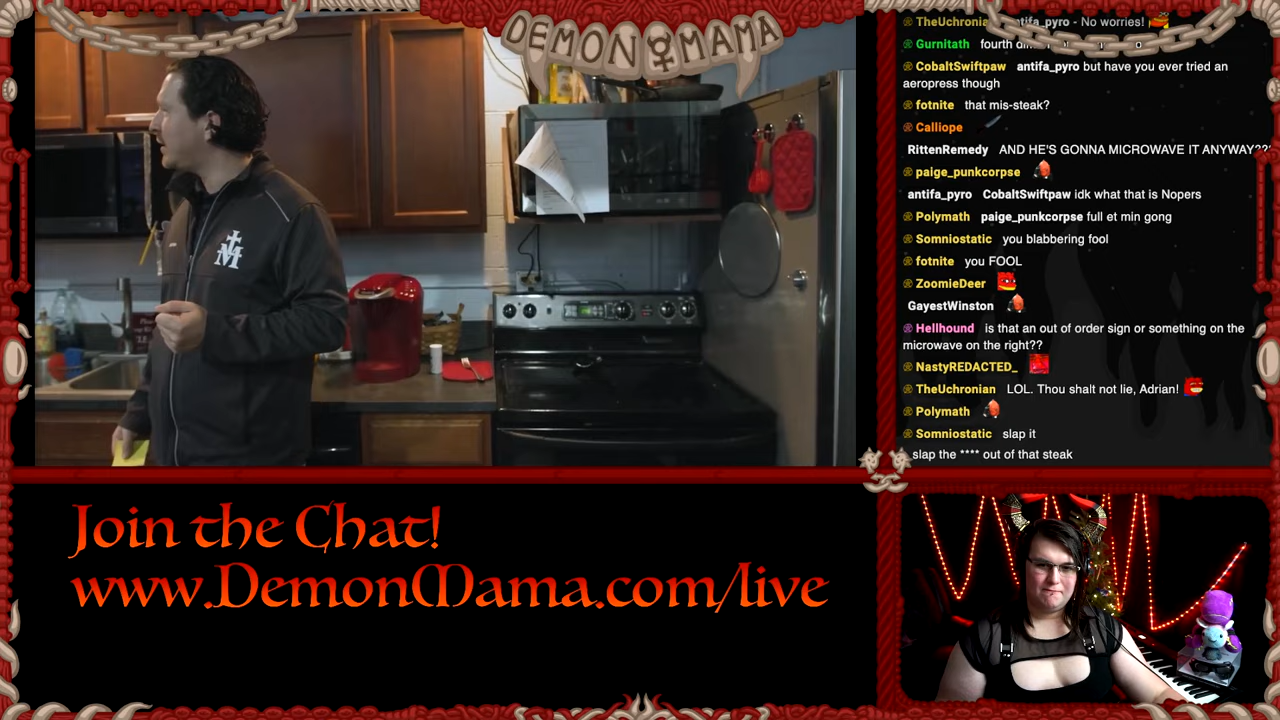 DEMON MAMA
TheUchronia antifa_pyro - No worries!
Gurnitath fourth
CobaltSwiftpaw antifa_pyro but have you ever tried an
aeropress though
fotnite that mis-steak?
Calliope
RittenRemedy AND HE'S GONNA MICROWAVE IT ANYWAY??
paige_punkcorpse
antifa_pyro CobaltSwiftpaw idk what that is Nopers
Polymath paige_punkcorpse full et min gong
Somniostatic you blabbering fool
fotnite you FOOL
ZoomieDeer
GayestWinston
Hellhound is that an out of order sign or something on the
microwave on the right??
NastyREDACTED_
TheUchronian LOL. Thou shalt not lie, Adrian!
Polymath
Somniostatic slap it
slap the **** out of that steak
M
Join the Chat!
www.DemonMama.com/live